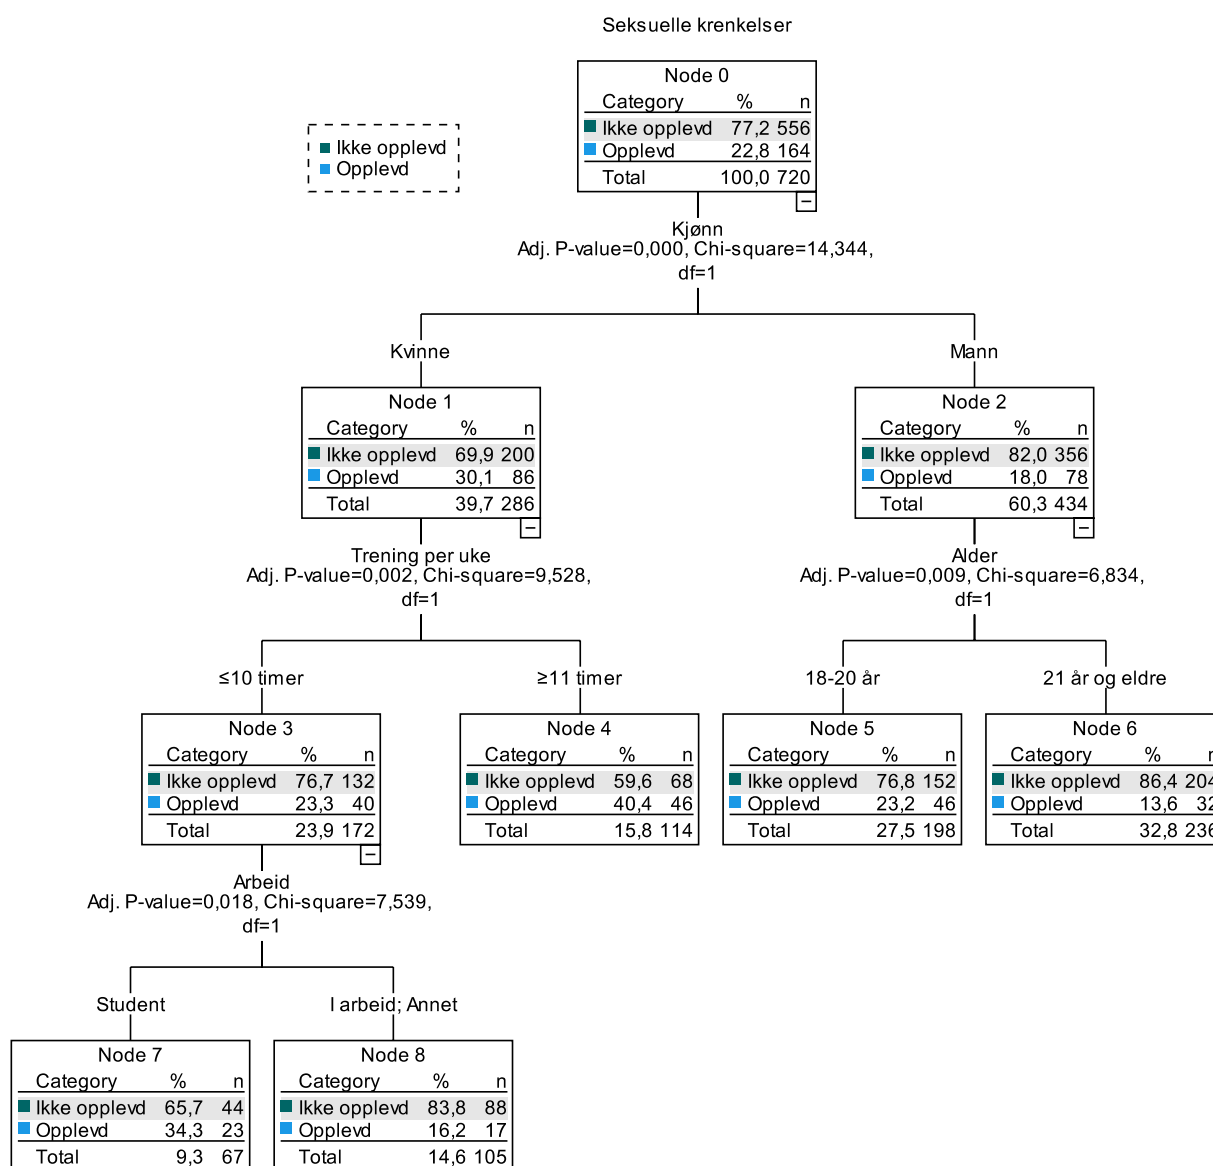 Seksuelle krenkelser
Ikke opplevd
Opplevd
Node 0
Category % n
Ikke opplevd 77,2 556
Opplevd 22,8 164
Total 100,0 720
Kjønn
Adj. P-value=0,000, Chi-square=14,344,
df=1
Kvinne
Mann
Node 1
Category % n
Ikke opplevd 69,9 200
Opplevd 30,1 86
Total 39,7 286
Node 2
Category % n
Ikke opplevd 82,0 356
Opplevd 18,0 78
Total 60,3 434
Trening per uke
Adj. P-value=0,002, Chi-square=9,528,
df=1
Alder
Adj. P-value=0,009, Chi-square=6,834,
df=1
≤10 timer
≥11 timer
18-20 år
21 år og eldre
Node 3
Category % n
Ikke opplevd 76,7 132
Opplevd 23,3 40
Total 23,9 172
Node 4
Category % n
Ikke opplevd 59,6 68
Opplevd 40,4 46
Total 15,8 114
Node 5
Category % n
Ikke opplevd 76,8 152
Opplevd 23,2 46
Total 27,5 198
Node 6
Category % n
Ikke opplevd 86,4 204
Opplevd 13,6 32
Total 32,8 236
Arbeid
Adj. P-value=0,018, Chi-square=7,539,
df=1
Student
I arbeid; Annet
Node 7
Category % n
Ikke opplevd 65,7 44
Opplevd 34,3 23
Total 9,3 67
Node 8
Category % n
Ikke opplevd 83,8 88
Opplevd 16,2 17
Total 14,6 105